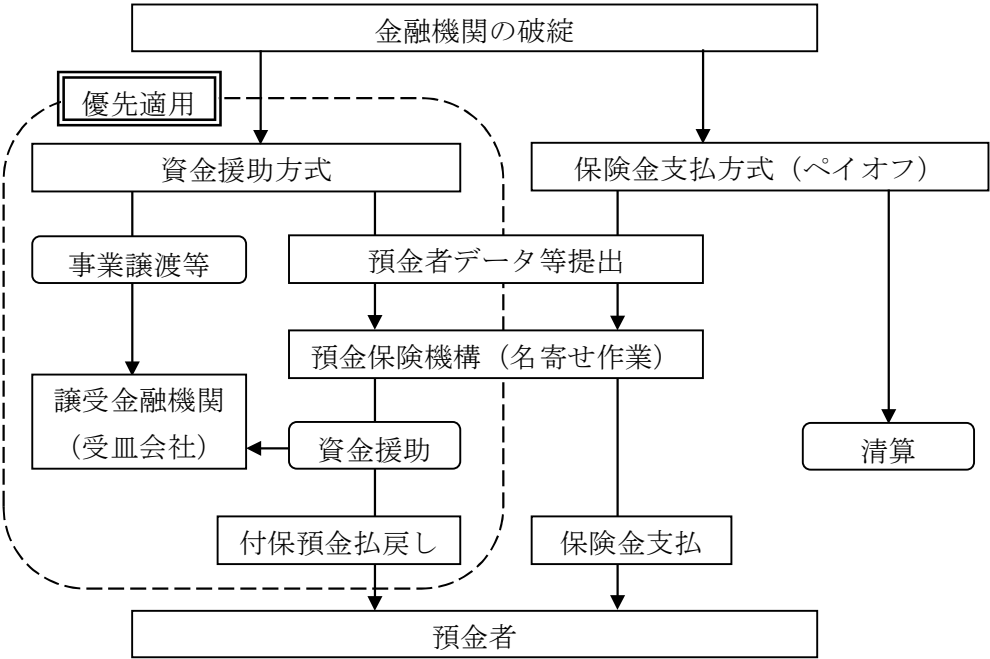 金融機関の破綻
優先適用
資金援助方式
保険金支払方式（ペイオフ）
事業譲渡等
預金者データ等提出
預金保険機構（名寄せ作業）
譲受金融機関
（受皿会社）
資金援助
清算
付保預金払戻し
保険金支払
預金者